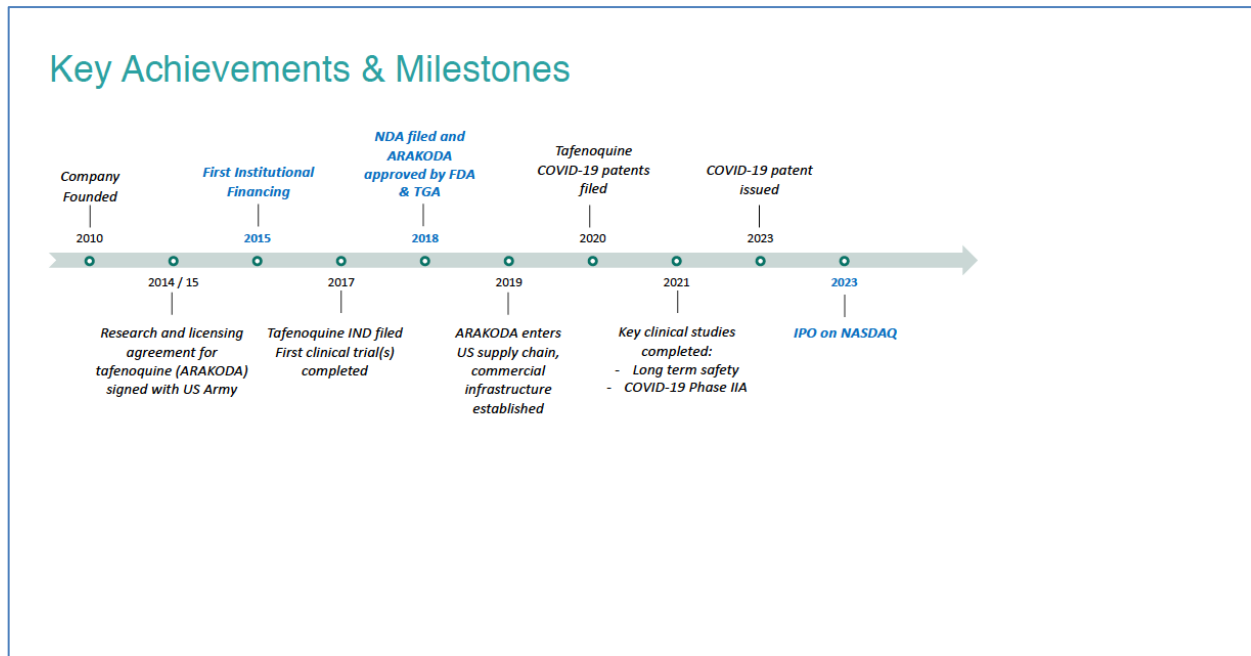 Key Achievements & Milestones
Company
Founded
2010
2014 / 15
Research and licensing
agreement for
tafenoquine (ARAKODA)
signed with US Army
First Institutional
Financing
2015
2017
Tafenoquine IND filed
First clinical trial(s)
completed
NDA filed and
ARAKODA
approved by FDA
& TGA
2018
2019
ARAKODA enters
US supply chain,
commercial
infrastructure
established
Tafenoquine
COVID-19 patents
filed
2020
2021
Key clinical studies
completed:
- Long term safety
- COVID-19 Phase IIA
COVID-19 patent
issued
2023
2023
IPO on NASDAQ